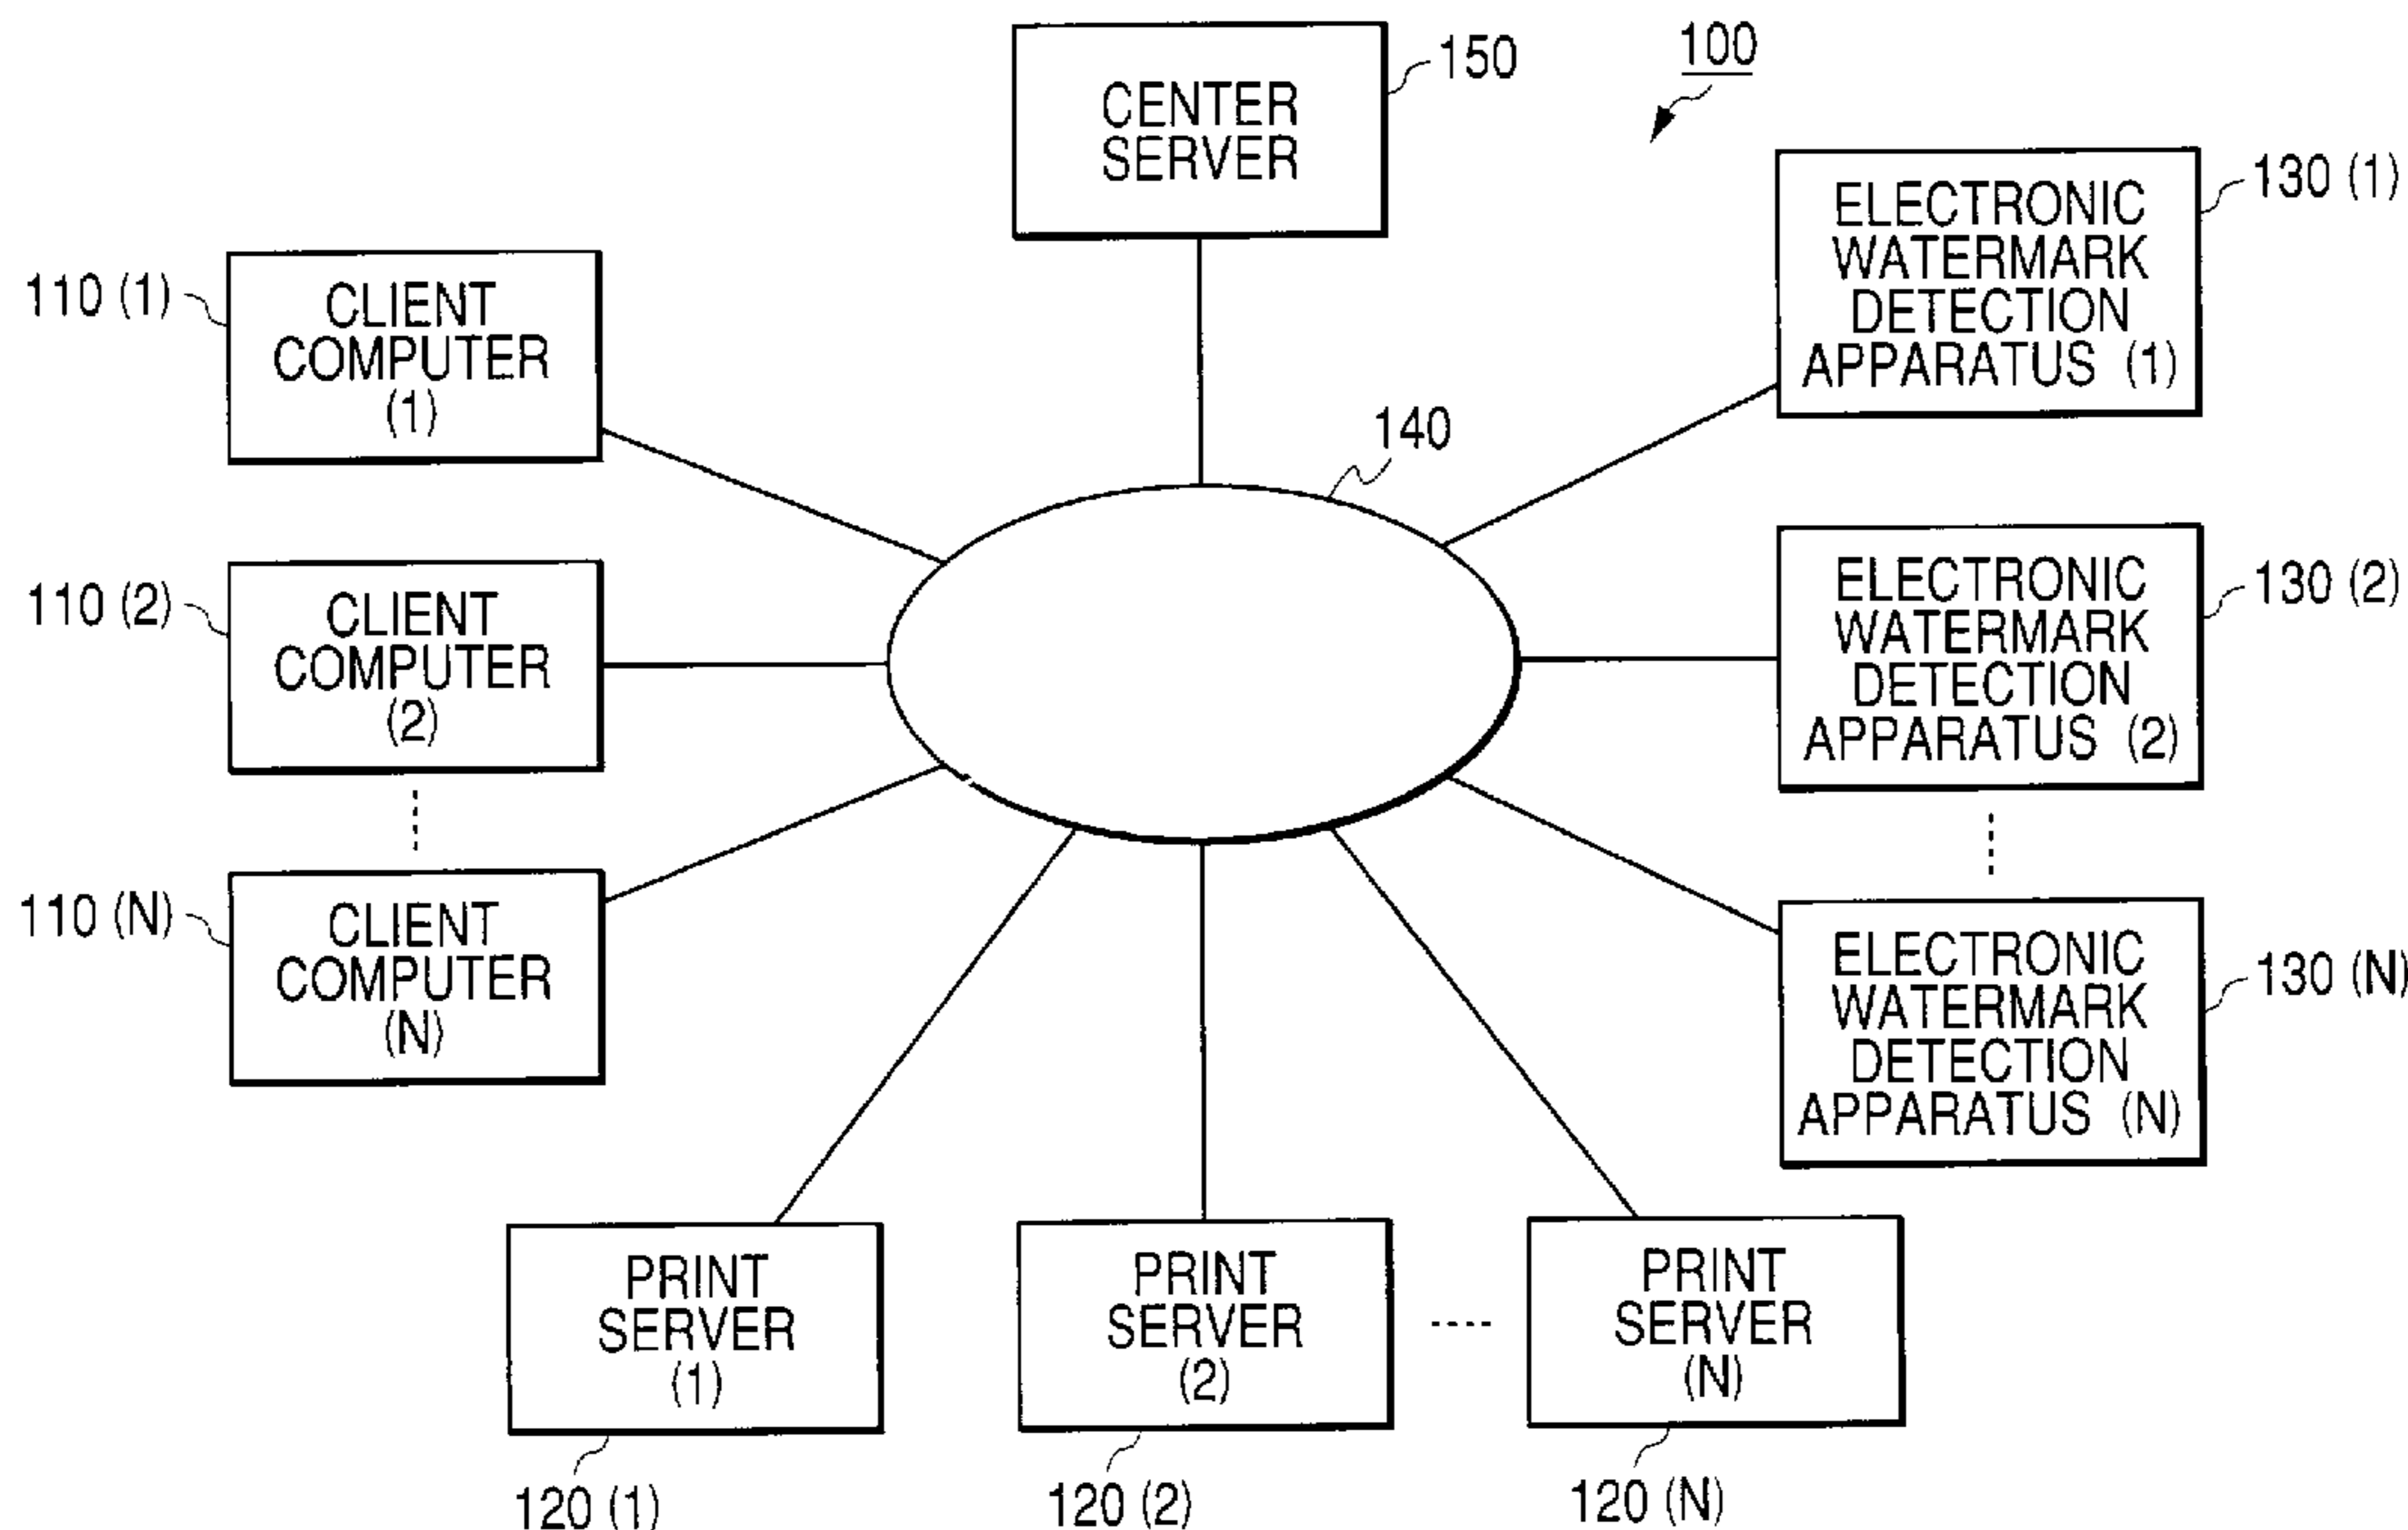 100
CENTER
SERVER
150
110 (1)
CLIENT
COMPUTER
(1)
ELECTRONIC
WATERMARK
DETECTION
APPARATUS (1)
130 (1)
140
110 (2)
CLIENT
COMPUTER
(2)
ELECTRONIC
WATERMARK
DETECTION
APPARATUS (2)
130 (2)
110 (N)
CLIENT
COMPUTER
(N)
ELECTRONIC
WATERMARK
DETECTION
APPARATUS (N)
130 (N)
PRINT
SERVER
(1)
120 (1)
PRINT
SERVER
(2)
120 (2)
PRINT
SERVER
(N)
120 (N)